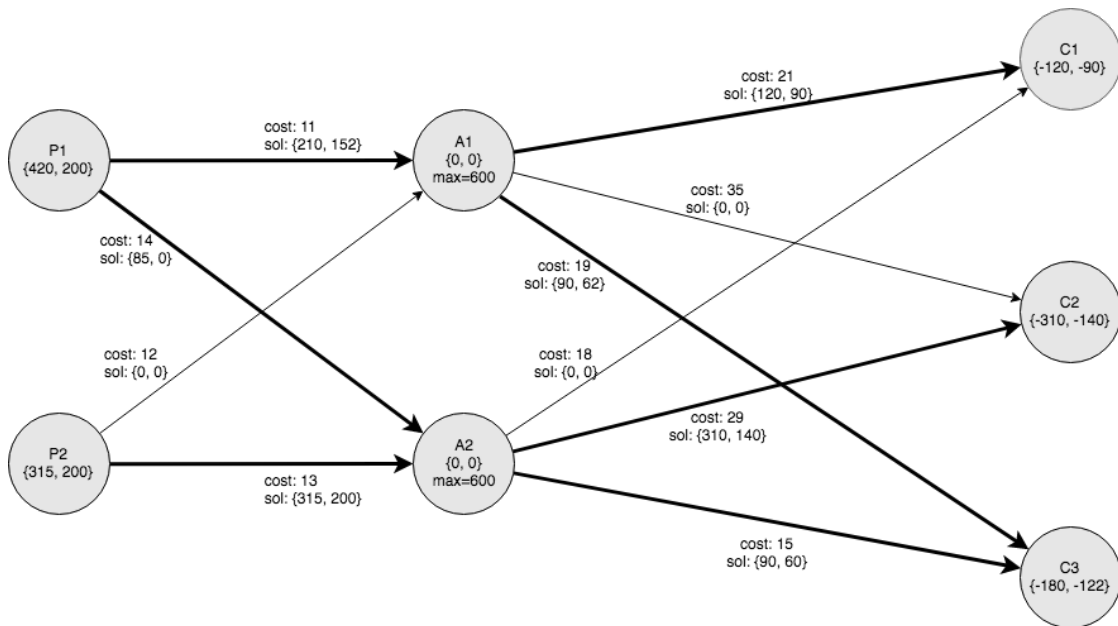 C1
{-120, -90}
cost: 21
sol: {120, 90}
cost: 11
sol: {210, 152}
P1
{420, 200}
A1
{0, 0}
max=600
cost: 35
sol: {0, 0}
cost: 14
sol: {85, 0}
cost: 19
sol: {90, 62}
C2
{-310, -140}
cost: 12
sol: {0, 0}
cost: 18
sol: {0, 0}
cost: 29
sol: {310, 140}
P2
{315, 200}
A2
{0, 0}
max=600
cost: 13
sol: {315, 200}
cost: 15
sol: {90, 60}
C3
{-180, -122}